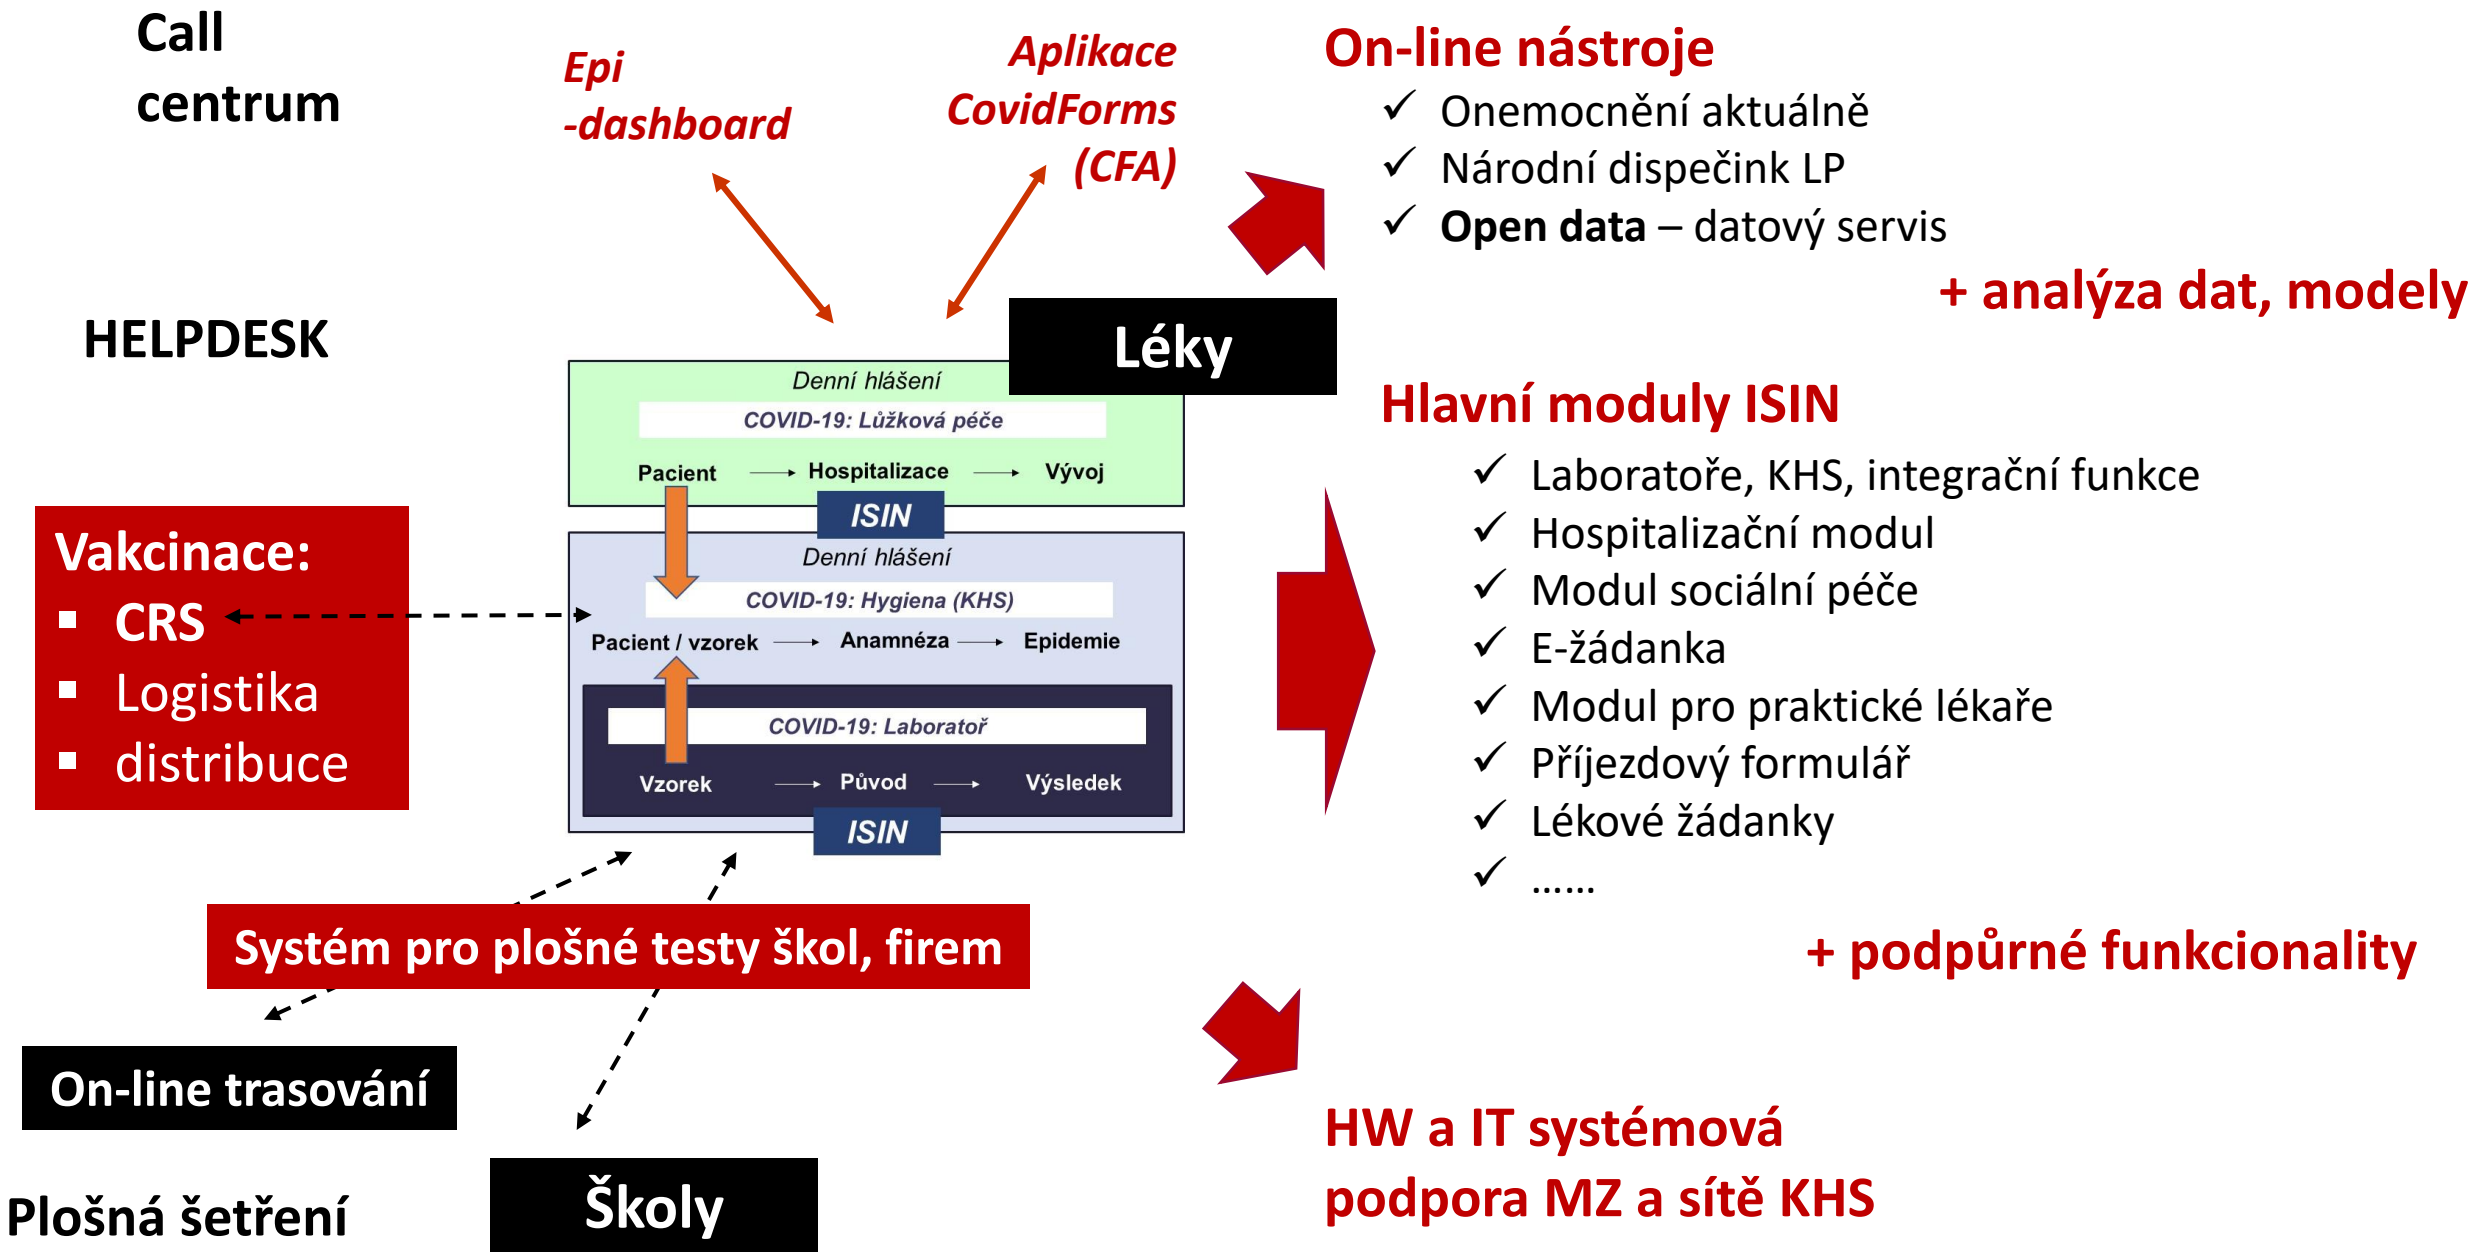 Call
centrum
Epi
-dashboard
Aplikace
CovidForms
(CFA)
On-line nástroje
✓ Onemocnění aktuálně
✓ Národní dispečink LP
✓ Open data – datový servis
+ analýza dat, modely
HELPDESK
Léky
Denní hlášení
COVID-19: Lůžková péče
Pacient → Hospitalizace → Vývoj
ISIN
Denní hlášení
COVID-19: Hygiena (KHS)
Pacient / vzorek → Anamnéza → Epidemie
COVID-19: Laboratoř
Vzorek → Původ → Výsledek
ISIN
Vakcinace:
▪ CRS
▪ Logistika
▪ distribuce
Hlavní moduly ISIN
✓ Laboratoře, KHS, integrační funkce
✓ Hospitalizační modul
✓ Modul sociální péče
✓ E-žádanka
✓ Modul pro praktické lékaře
✓ Příjezdový formulář
✓ Lékové žádanky
✓ ......
+ podpůrné funkcionality
Systém pro plošné testy škol, firem
On-line trasování
Plošná šetření
Školy
HW a IT systémová
podpora MZ a sítě KHS